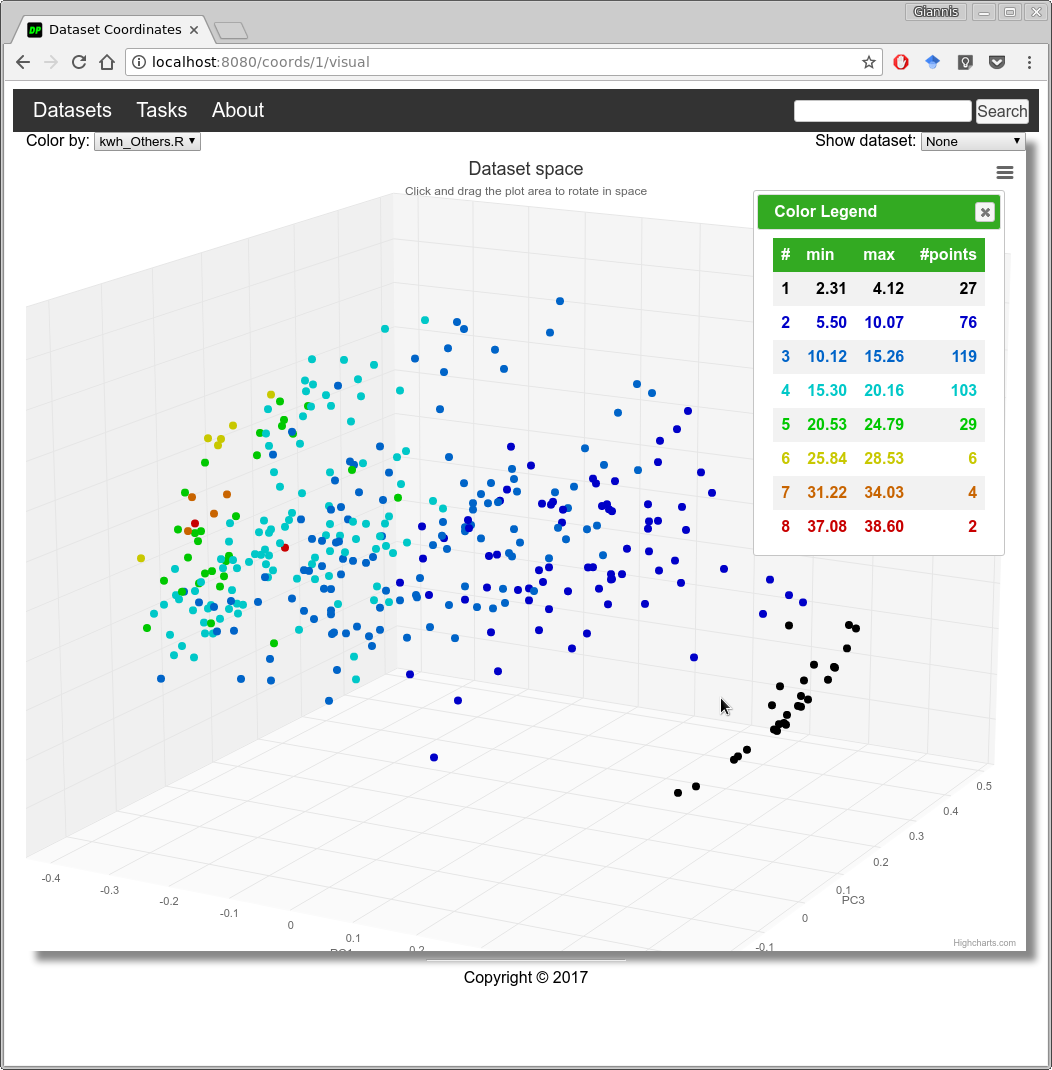 Giannis
DP Dataset Coordinates
localhost:8080/coords/1/visual
Datasets Tasks About Search
Color by: kwh_Others.R Show dataset: None
Dataset space
Click and drag the plot area to rotate in space
Color Legend
# min max #points
1 2.31 4.12 27
2 5.50 10.07 76
3 10.12 15.26 119
4 15.30 20.16 103
5 20.53 24.79 29
6 25.84 28.53 6
7 31.22 34.03 4
8 37.08 38.60 2
0.5
0.4
0.3
0.2
0.1
PC3
0
-0.1
-0.4
-0.3
-0.2
-0.1
0
0.1
0.2
Highcharts.com
Copyright © 2017